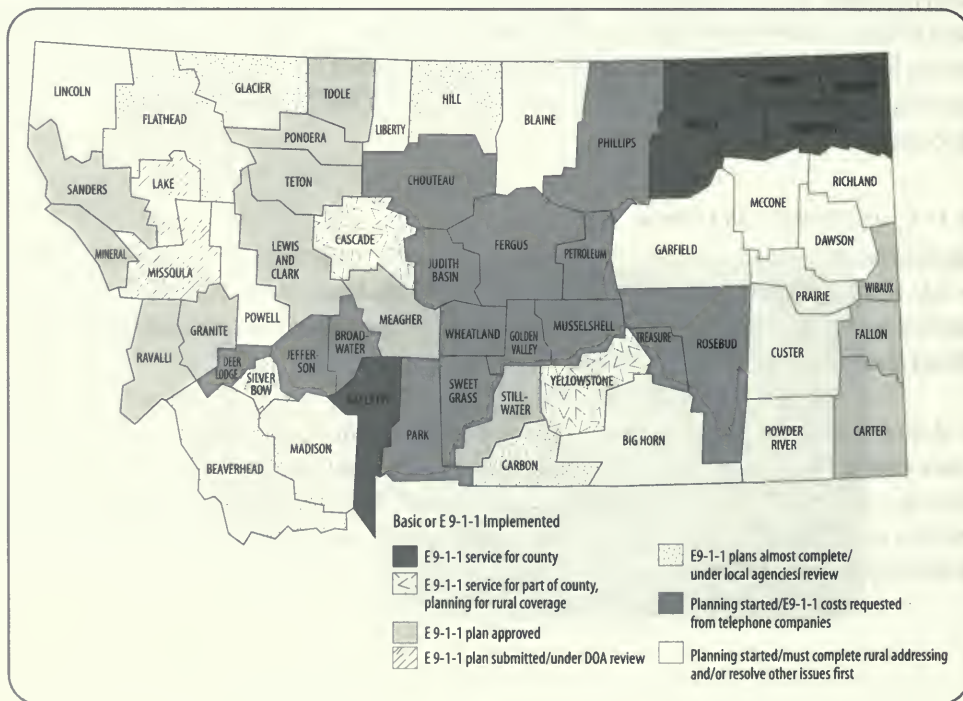 LINCOLN
FLATHEAD
GLACIER
TOOLE
LIBERTY
HILL
BLAINE
PHILLIPS
PONDERA
SANDERS
LAKE
TETON
CHOUTEAU
RICHLAND
MCCONE
DAWSON
MINERAL
MISSOULA
LEWIS
AND
CLARK
CASCADE
JUDITH
BASIN
FERGUS
PETROLEUM
GARFIELD
WIBAUX
PRAIRIE
POWELL
GRANITE
RAVALLI
DEER
LODGE
SILVER
BOW
JEFFER-
SON
BROAD-
WATER
MEAGHER
WHEATLAND
GOLDEN
VALLEY
MUSSELSHELL
TREASURE
ROSEBUD
CUSTER
FALLON
SWEET
GRASS
STILL-
WATER
YELLOWSTONE
PARK
CARBON
BIG HORN
POWDER
RIVER
CARTER
BEAVERHEAD
MADISON
Basic or E 9-1-1 Implemented
E 9-1-1 service for county
E 9-1-1 service for part of county,
planning for rural coverage
E 9-1-1 plan approved
E 9-1-1 plan submitted/under DOA review
E9-1-1 plans almost complete/
under local agencies/ review
Planning started/E9-1-1 costs requested
from telephone companies
Planning started/must complete rural addressing
and/or resolve other issues first